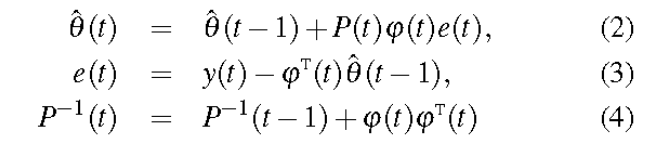 θ̂(t) = θ̂(t − 1) + P(t)φ(t)e(t), (2)
e(t) = y(t) − φᵀ(t)θ̂(t − 1), (3)
P⁻¹(t) = P⁻¹(t − 1) + φ(t)φᵀ(t) (4)